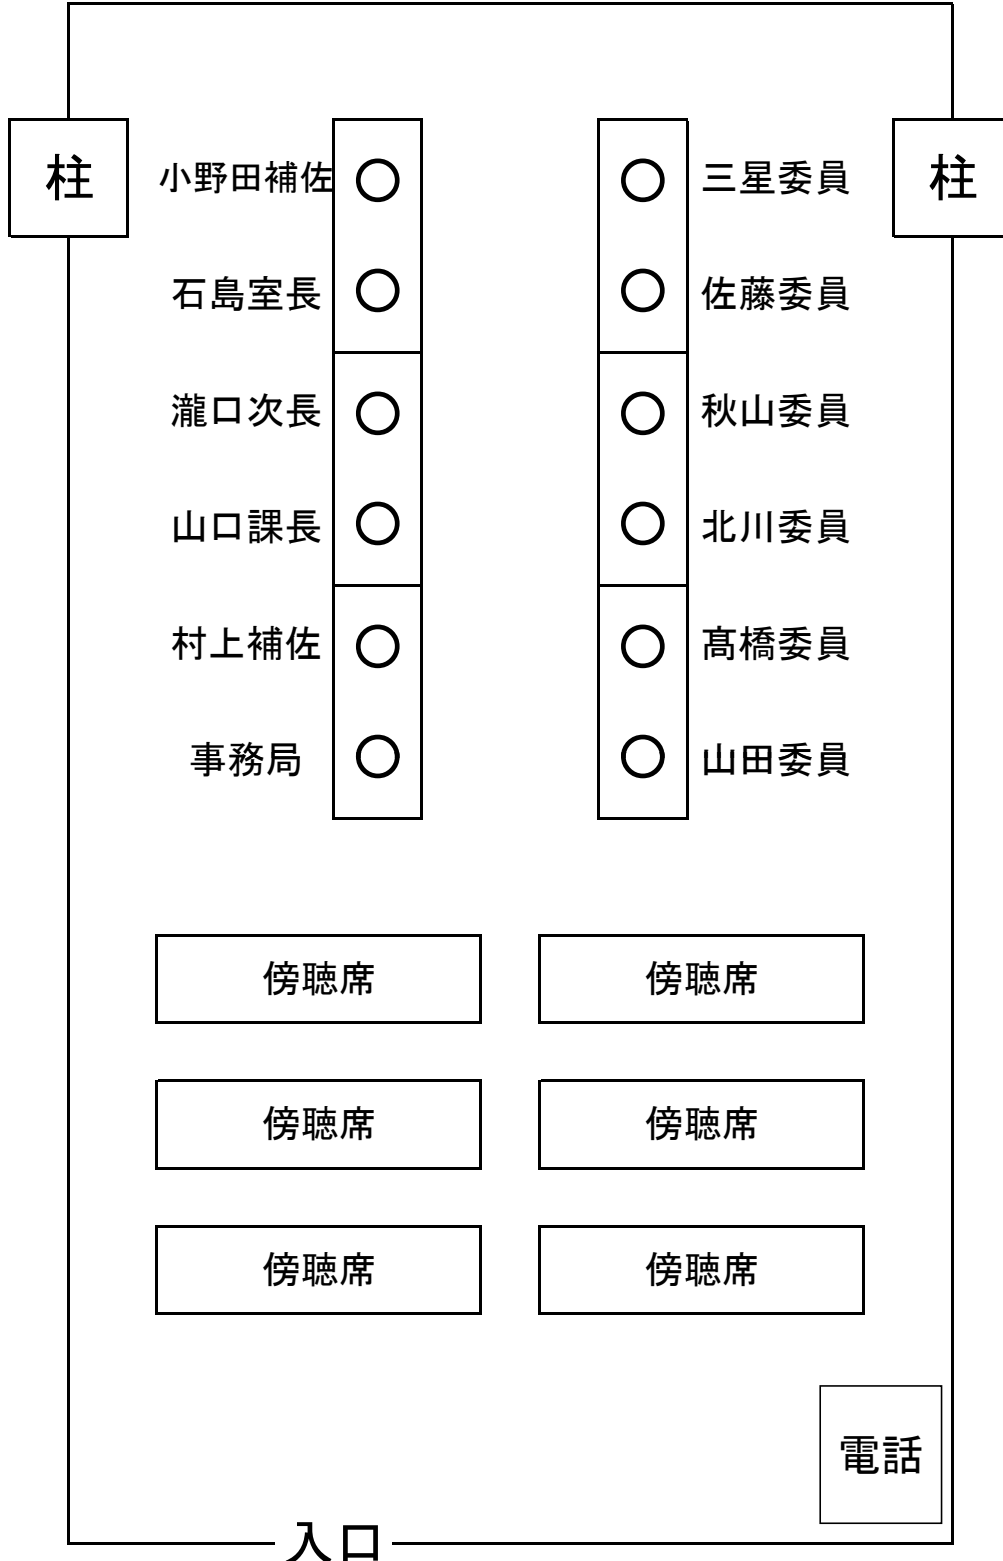 柱 小野田補佐 ○ ○ 三星委員 柱
石島室長 ○ ○ 佐藤委員
瀧口次長 ○ ○ 秋山委員
山口課長 ○ ○ 北川委員
村上補佐 ○ ○ 髙橋委員
事務局 ○ ○ 山田委員
傍聴席 傍聴席
傍聴席 傍聴席
傍聴席 傍聴席
電話
入口